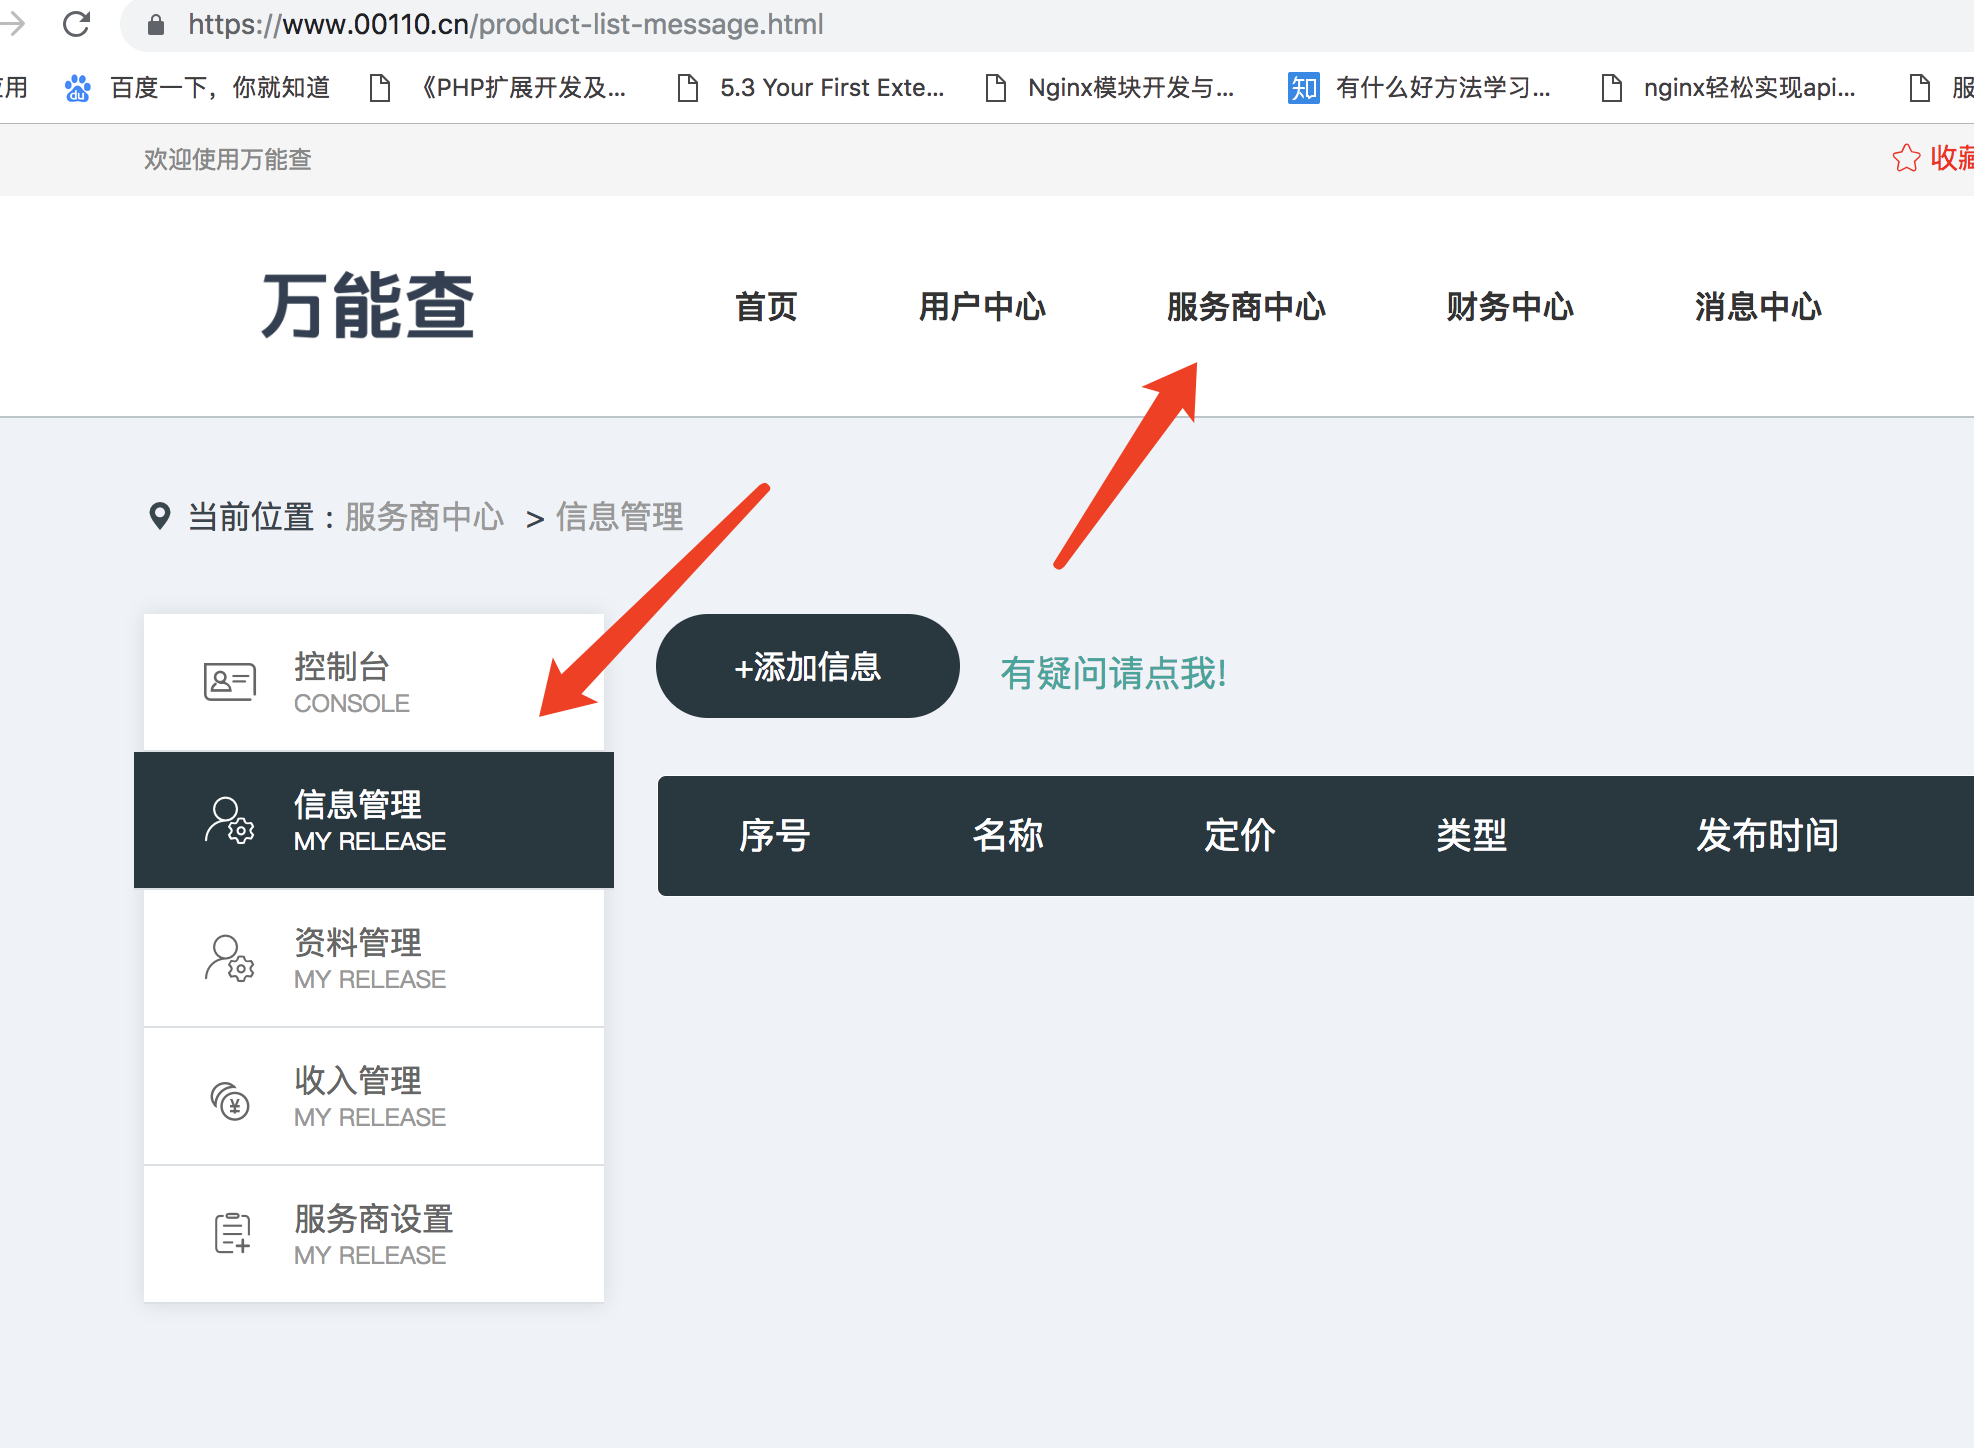 https://www.00110.cn/product-list-message.html
用 百度一下，你就知道 《PHP扩展开发及... 5.3 Your First Exte... Nginx模块开发与... 知 有什么好方法学习... nginx轻松实现api... 服
欢迎使用万能查 收藏
万能查 首页 用户中心 服务商中心 财务中心 消息中心
当前位置：服务商中心 > 信息管理
控制台
CONSOLE
+添加信息 有疑问请点我!
信息管理
MY RELEASE
序号 名称 定价 类型 发布时间
资料管理
MY RELEASE
收入管理
MY RELEASE
服务商设置
MY RELEASE